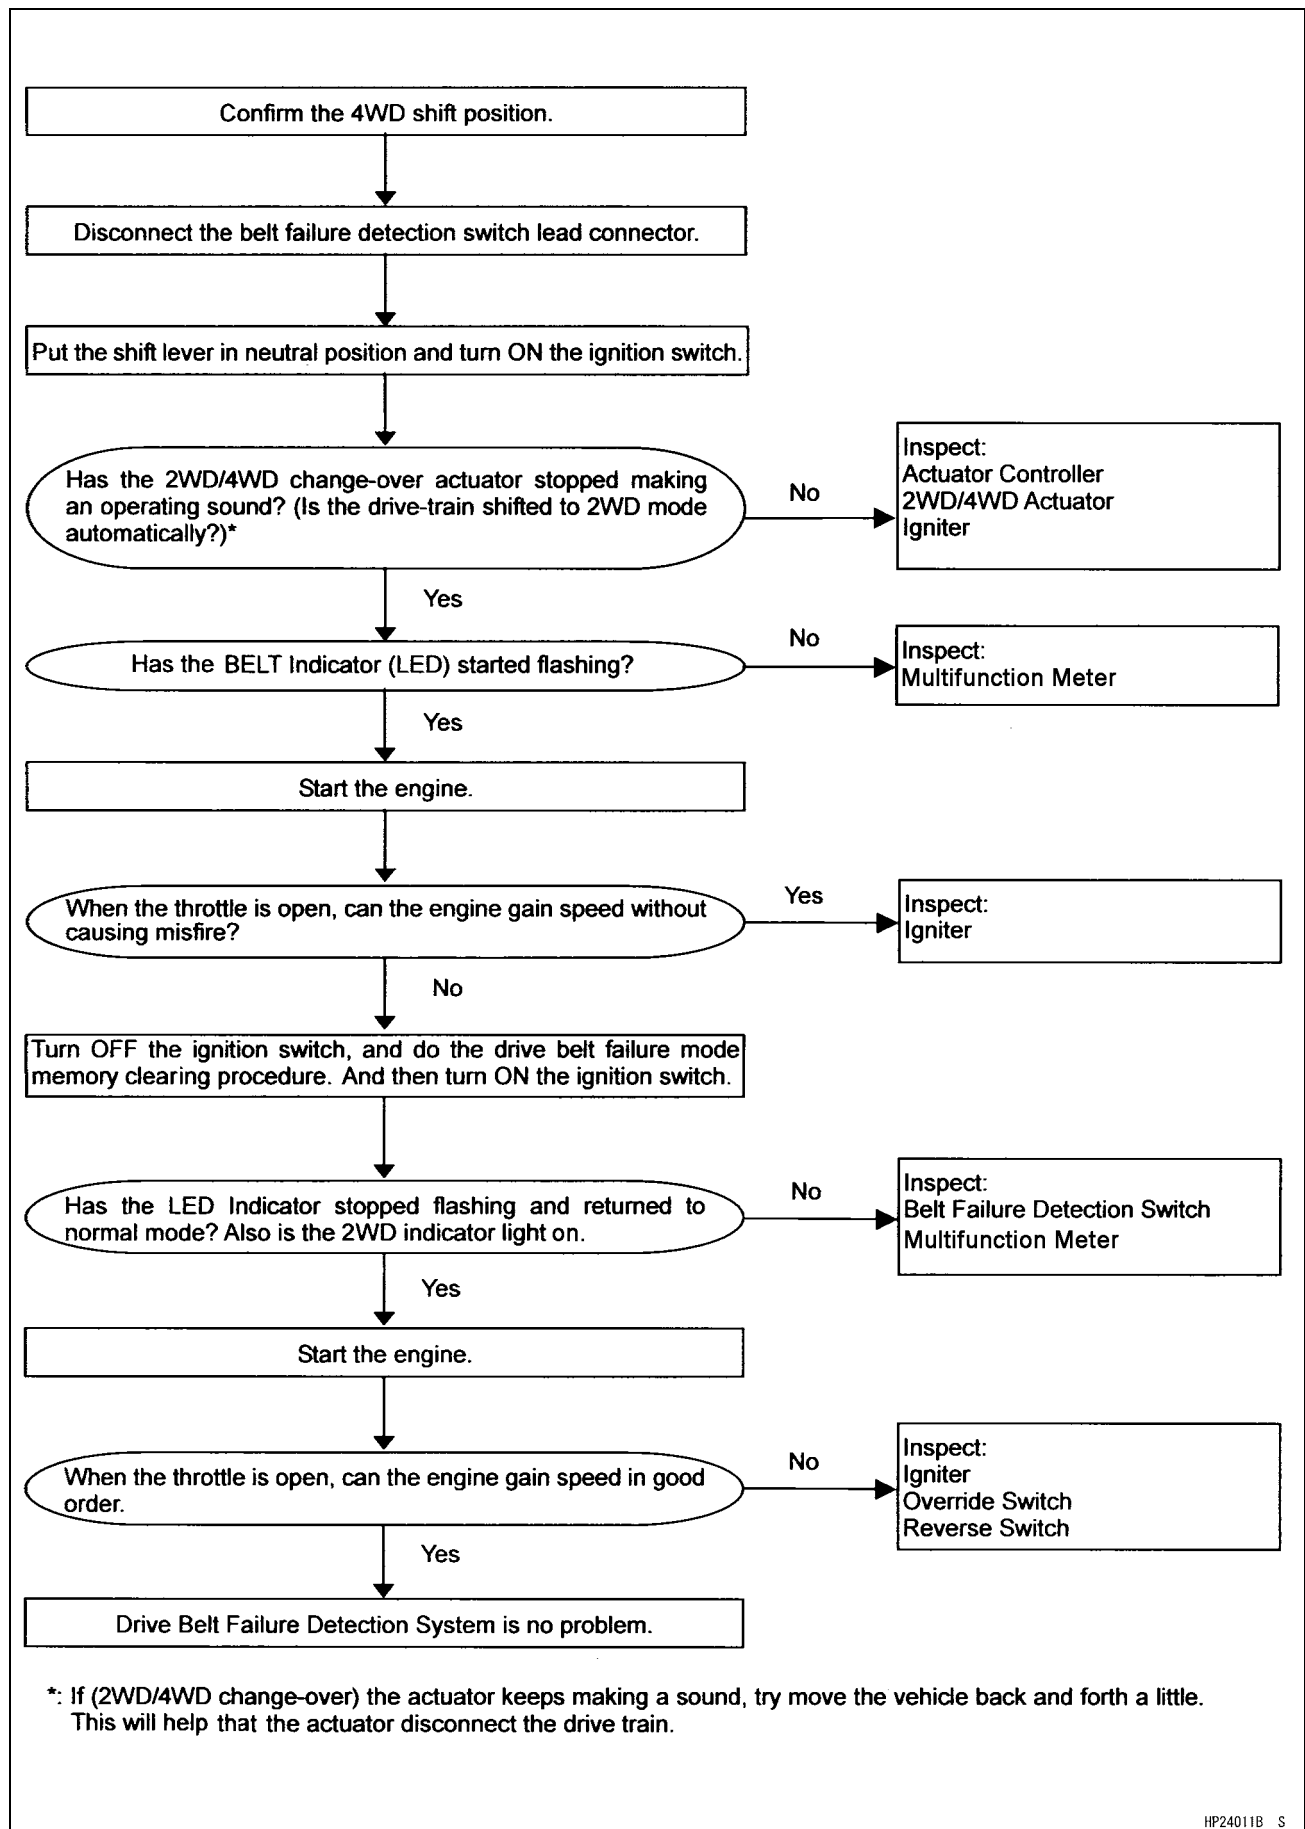 Confirm the 4WD shift position.
Disconnect the belt failure detection switch lead connector.
Put the shift lever in neutral position and turn ON the ignition switch.
Has the 2WD/4WD change-over actuator stopped making
an operating sound? (Is the drive-train shifted to 2WD mode
automatically?)*
No
Inspect:
Actuator Controller
2WD/4WD Actuator
Igniter
Yes
Has the BELT Indicator (LED) started flashing?
No
Inspect:
Multifunction Meter
Yes
Start the engine.
When the throttle is open, can the engine gain speed without
causing misfire?
Yes
Inspect:
Igniter
No
Turn OFF the ignition switch, and do the drive belt failure mode
memory clearing procedure. And then turn ON the ignition switch.
Has the LED Indicator stopped flashing and returned to
normal mode? Also is the 2WD indicator light on.
No
Inspect:
Belt Failure Detection Switch
Multifunction Meter
Yes
Start the engine.
When the throttle is open, can the engine gain speed in good
order.
No
Inspect:
Igniter
Override Switch
Reverse Switch
Yes
Drive Belt Failure Detection System is no problem.
*: If (2WD/4WD change-over) the actuator keeps making a sound, try move the vehicle back and forth a little.
This will help that the actuator disconnect the drive train.
HP24011B S